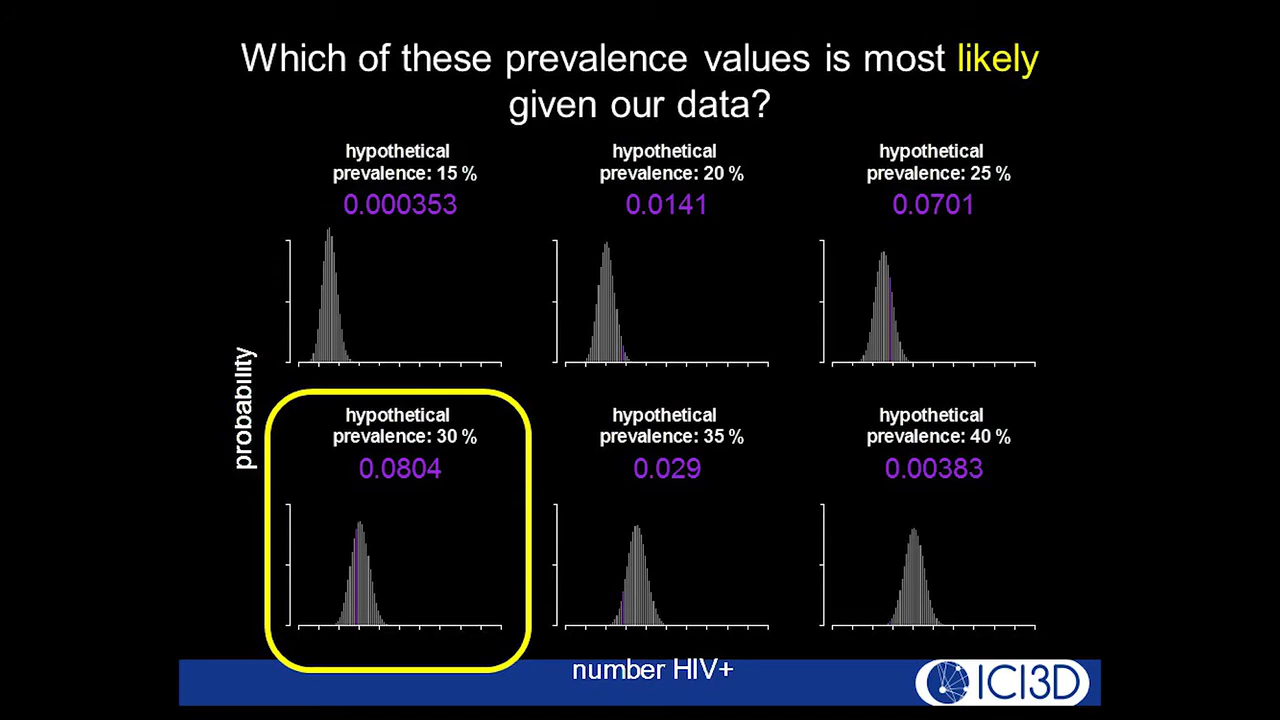 Which of these prevalence values is most likely
given our data?
hypothetical
prevalence: 15 %
0.000353
hypothetical
prevalence: 20 %
0.0141
hypothetical
prevalence: 25 %
0.0701
probability
hypothetical
prevalence: 30 %
0.0804
hypothetical
prevalence: 35 %
0.029
hypothetical
prevalence: 40 %
0.00383
number HIV+
ICI3D